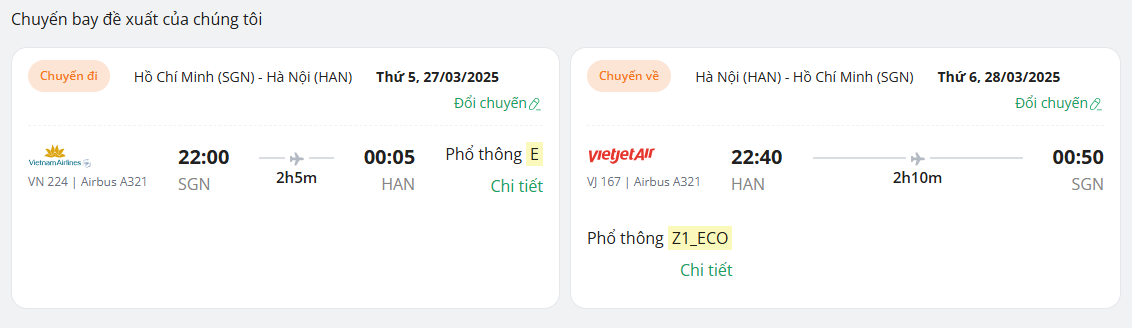 Chuyến bay đề xuất của chúng tôi
Chuyến đi Hồ Chí Minh (SGN) - Hà Nội (HAN) Thứ 5, 27/03/2025
Đổi chuyến
Vietnam Airlines
VN 224 | Airbus A321
22:00
SGN
2h5m
00:05
HAN
Phổ thông E
Chi tiết
Chuyến về Hà Nội (HAN) - Hồ Chí Minh (SGN) Thứ 6, 28/03/2025
Đổi chuyến
vietjetAir
VJ 167 | Airbus A321
22:40
HAN
2h10m
00:50
SGN
Phổ thông Z1_ECO
Chi tiết